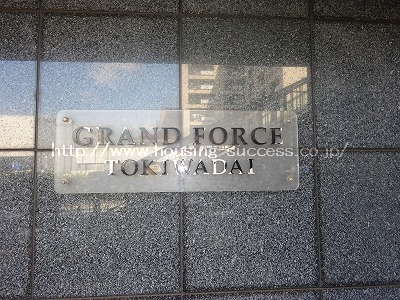 GRAND FORCE
http://www.housing-success.co.jp/
TOKIWADAI